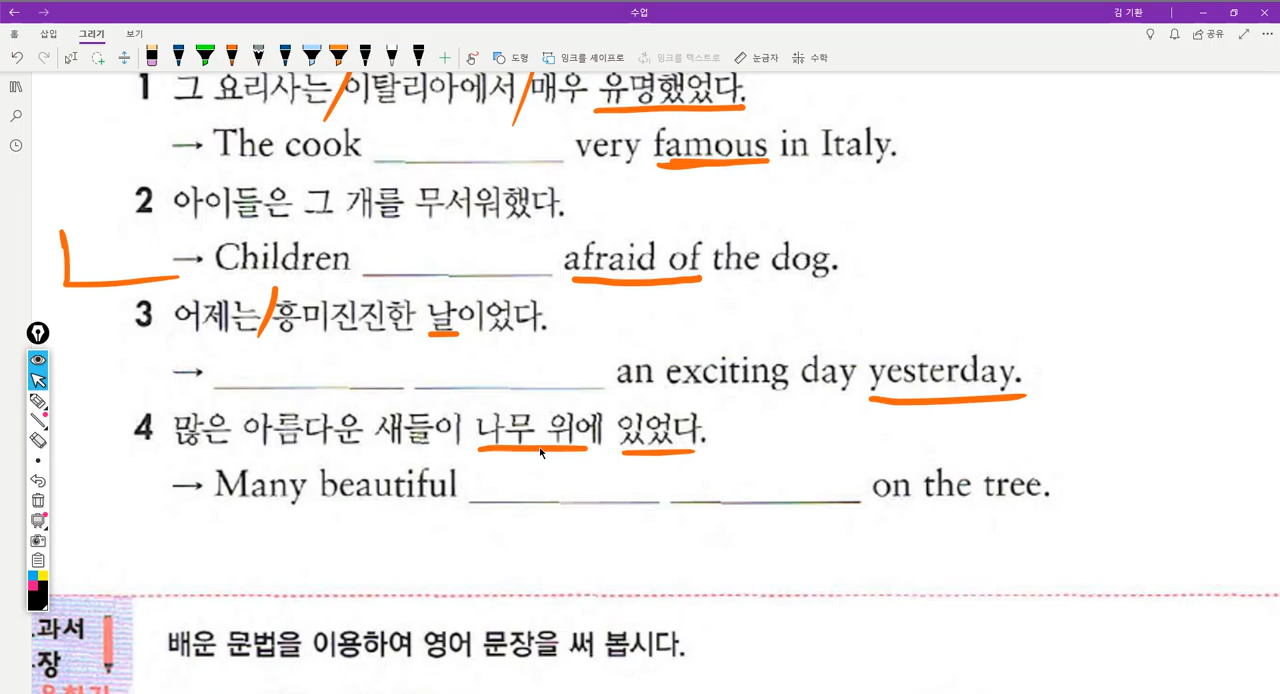 수업
김 기환
홈 삽입 그리기 보기
공유
도형 잉크를 셰이프로 잉크를 텍스트로 눈금자 수학
1 그 요리사는 이탈리아에서 매우 유명했었다.
→ The cook very famous in Italy.
2 아이들은 그 개를 무서워했다.
→ Children afraid of the dog.
3 어제는 흥미진진한 날이었다.
→ an exciting day yesterday.
4 많은 아름다운 새들이 나무 위에 있었다.
→ Many beautiful on the tree.
과서
장
배운 문법을 이용하여 영어 문장을 써 봅시다.